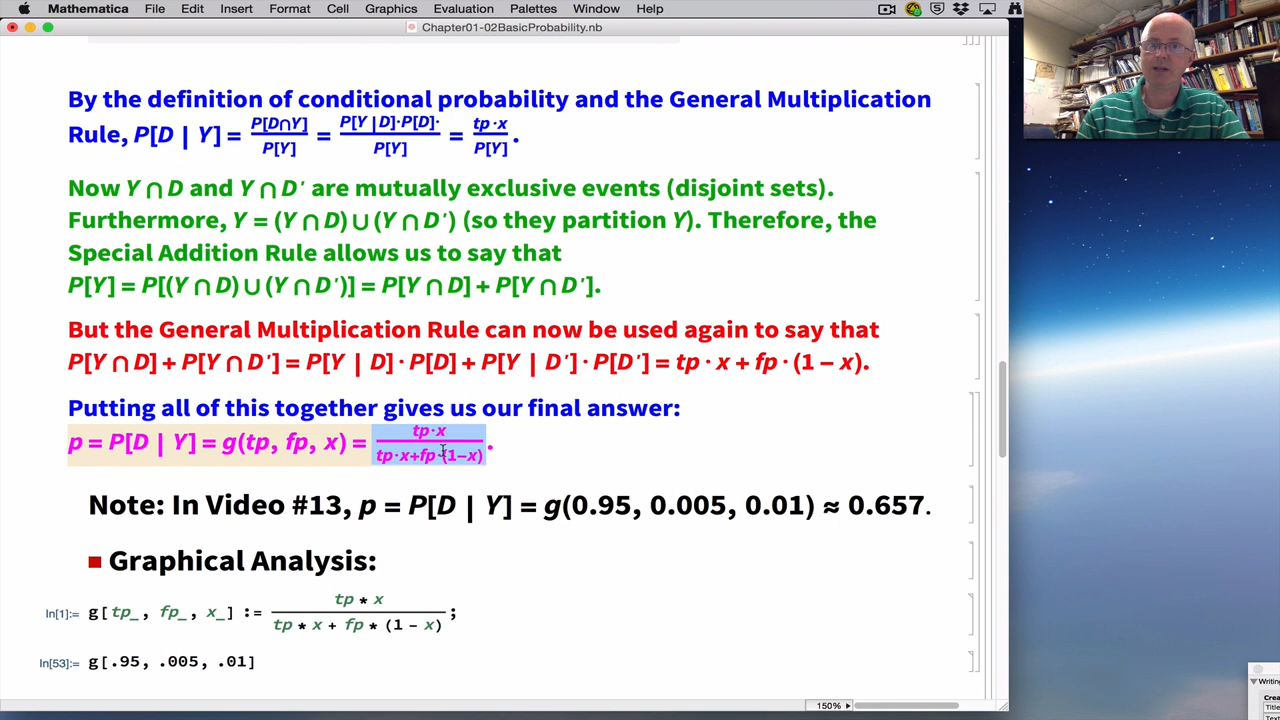 Mathematica File Edit Insert Format Cell Graphics Evaluation Palettes Window Help
Chapter01-02BasicProbability.nb
By the definition of conditional probability and the General Multiplication
Rule, P[D | Y] = P[D∩Y]/P[Y] = P[Y | D]·P[D]·/P[Y] = tp·x/P[Y].
Now Y ∩ D and Y ∩ D′ are mutually exclusive events (disjoint sets).
Furthermore, Y = (Y ∩ D) ∪ (Y ∩ D′) (so they partition Y). Therefore, the
Special Addition Rule allows us to say that
P[Y] = P[(Y ∩ D) ∪ (Y ∩ D′)] = P[Y ∩ D] + P[Y ∩ D′].
But the General Multiplication Rule can now be used again to say that
P[Y ∩ D] + P[Y ∩ D′] = P[Y | D] · P[D] + P[Y | D′] · P[D′] = tp · x + fp · (1 − x).
Putting all of this together gives us our final answer:
p = P[D | Y] = g(tp, fp, x) = tp·x/tp·x+fp·(1−x).
Note: In Video #13, p = P[D | Y] = g(0.95, 0.005, 0.01) ≈ 0.657.
Graphical Analysis:
In[1]:= g[tp_, fp_, x_] := tp * x/tp * x + fp * (1 − x);
In[53]:= g[.95, .005, .01]
150%
Writing
Crea
Title
Text